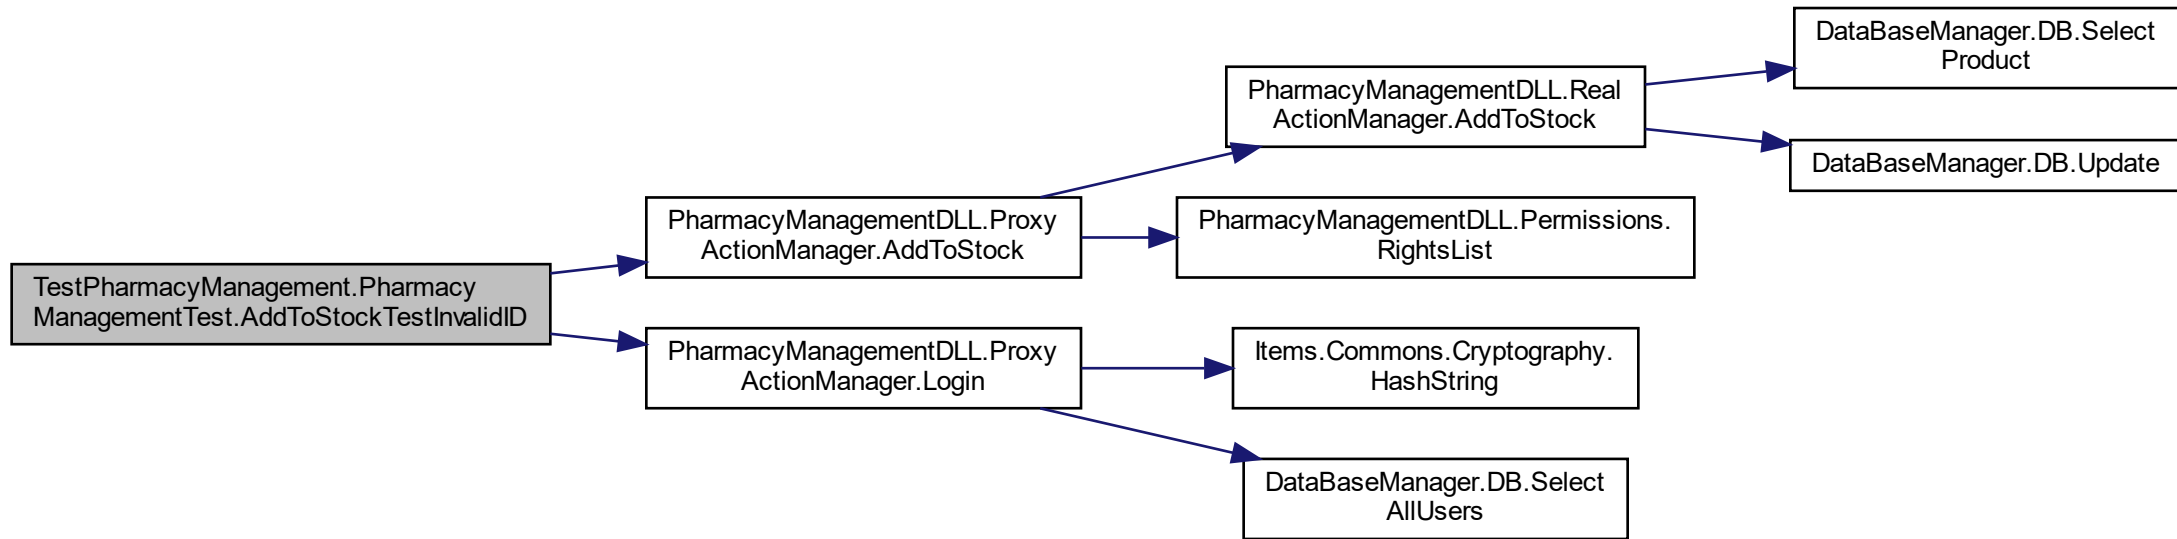 DataBaseManager.DB.Select
Product
PharmacyManagementDLL.Real
ActionManager.AddToStock
DataBaseManager.DB.Update
PharmacyManagementDLL.Proxy
ActionManager.AddToStock
PharmacyManagementDLL.Permissions.
RightsList
TestPharmacyManagement.Pharmacy
ManagementTest.AddToStockTestInvalidID
PharmacyManagementDLL.Proxy
ActionManager.Login
Items.Commons.Cryptography.
HashString
DataBaseManager.DB.Select
AllUsers